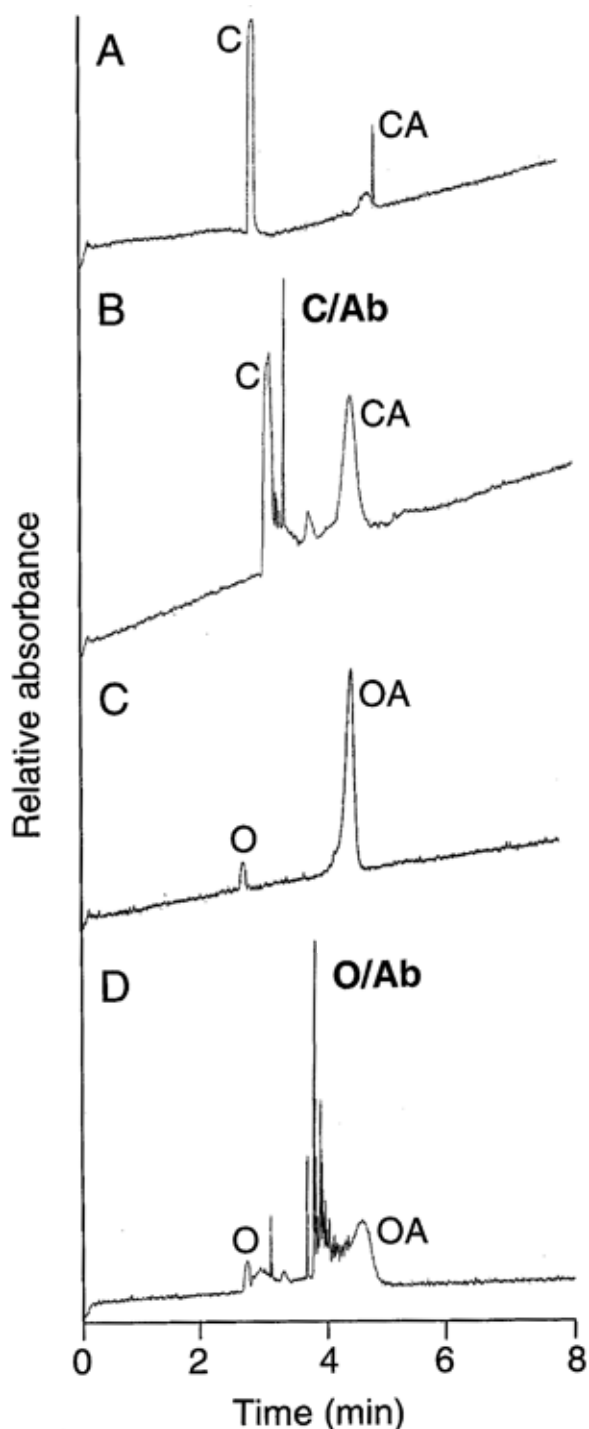 A
C
CA
B
C/Ab
C
CA
C
OA
O
D
O/Ab
O
OA
Relative absorbance
0 2 4 6 8
Time (min)